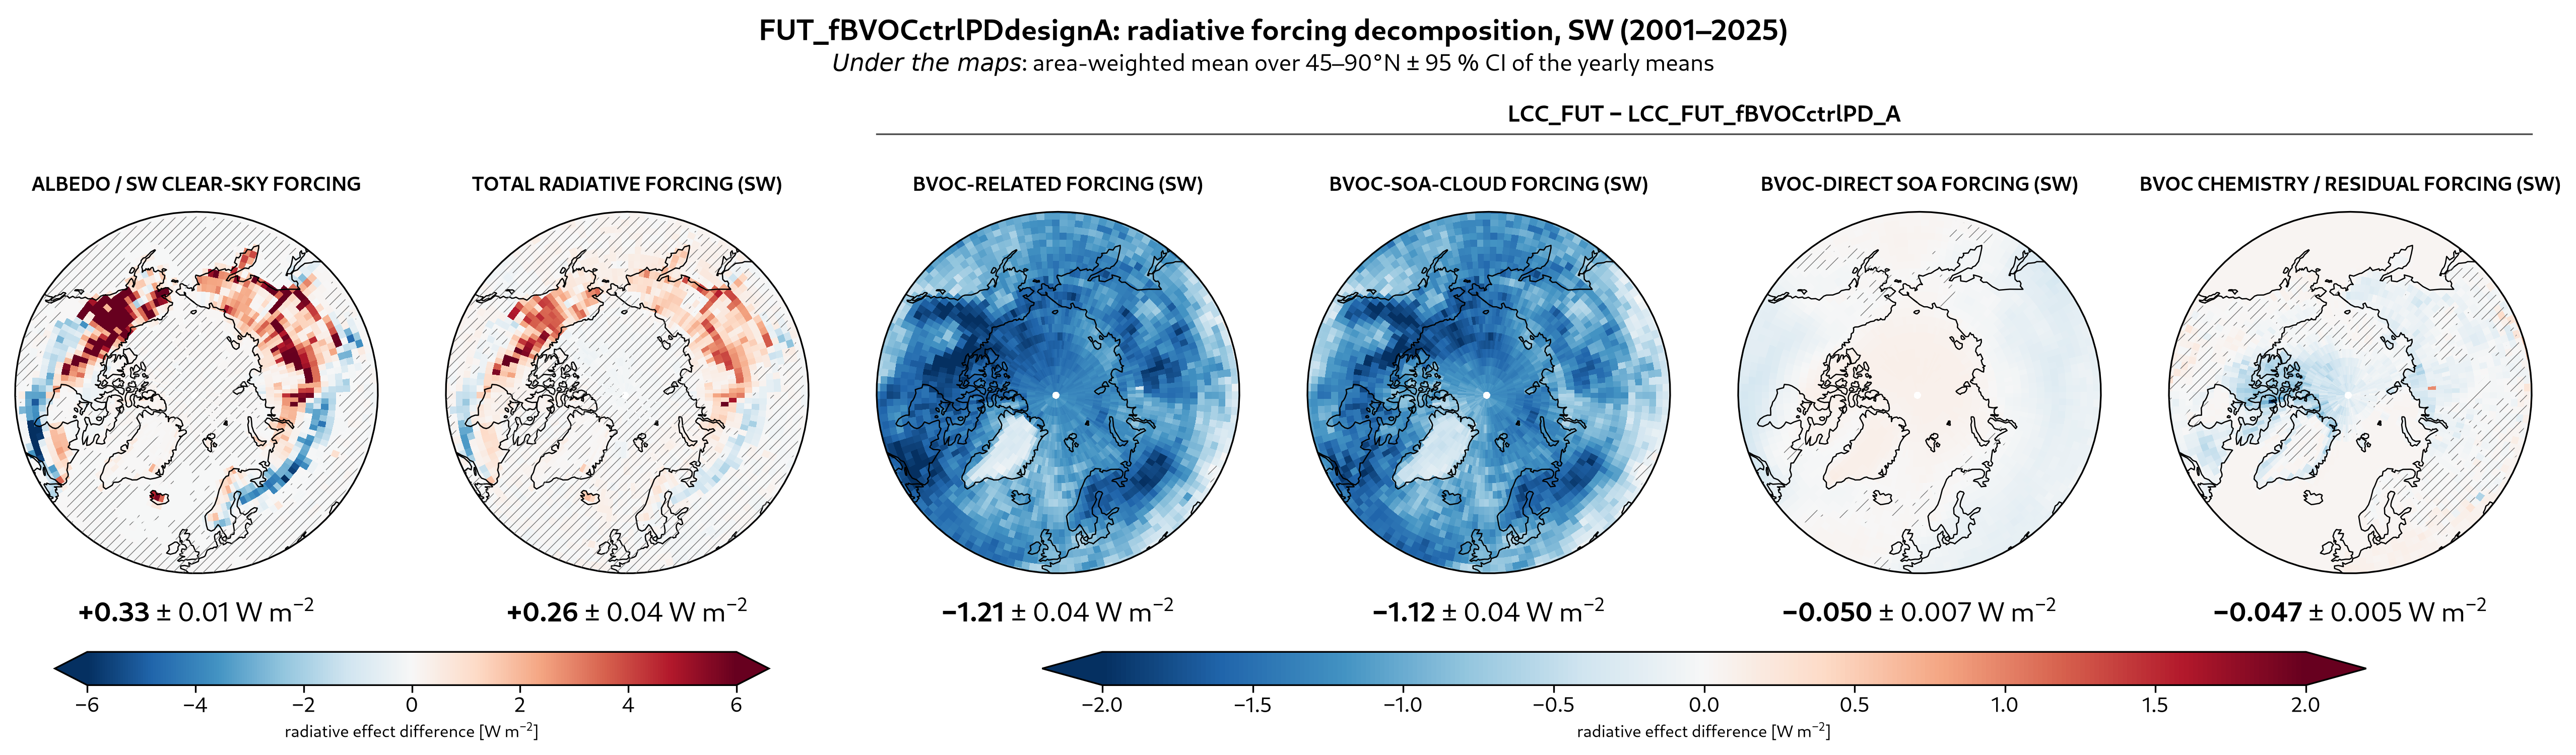 FUT_fBVOCctrlPDdesignA: radiative forcing decomposition, SW (2001–2025)
Under the maps: area-weighted mean over 45–90°N ± 95 % CI of the yearly means
LCC_FUT − LCC_FUT_fBVOCctrlPD_A
ALBEDO / SW CLEAR-SKY FORCING
TOTAL RADIATIVE FORCING (SW)
BVOC-RELATED FORCING (SW)
BVOC-SOA-CLOUD FORCING (SW)
BVOC-DIRECT SOA FORCING (SW)
BVOC CHEMISTRY / RESIDUAL FORCING (SW)
+0.33 ± 0.01 W m⁻²
+0.26 ± 0.04 W m⁻²
−1.21 ± 0.04 W m⁻²
−1.12 ± 0.04 W m⁻²
−0.050 ± 0.007 W m⁻²
−0.047 ± 0.005 W m⁻²
−6 −4 −2 0 2 4 6
radiative effect difference [W m⁻²]
−2.0 −1.5 −1.0 −0.5 0.0 0.5 1.0 1.5 2.0
radiative effect difference [W m⁻²]